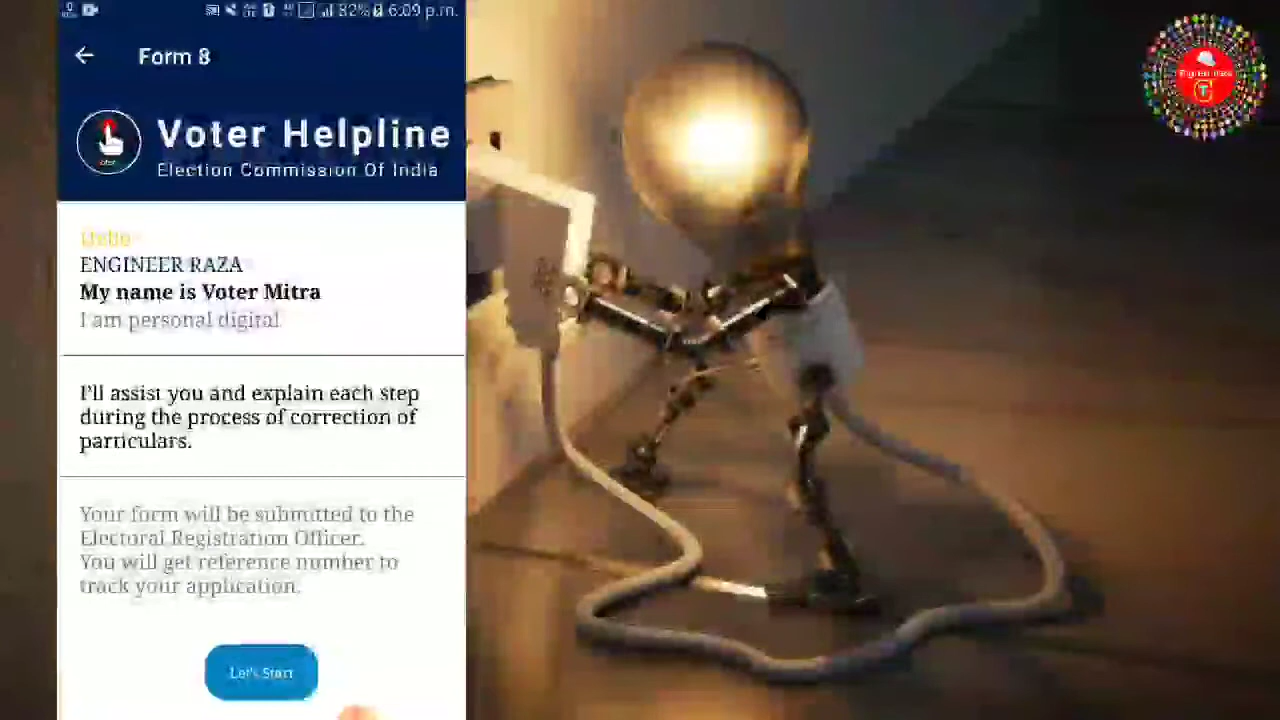 82% 6:09 p.m.
Form 8
Voter Helpline
Election Commission Of India
Hello
ENGINEER RAZA
My name is Voter Mitra
I am personal digital
I'll assist you and explain each step
during the process of correction of
particulars.
Your form will be submitted to the
Electoral Registration Officer.
You will get reference number to
track your application.
Let's Start